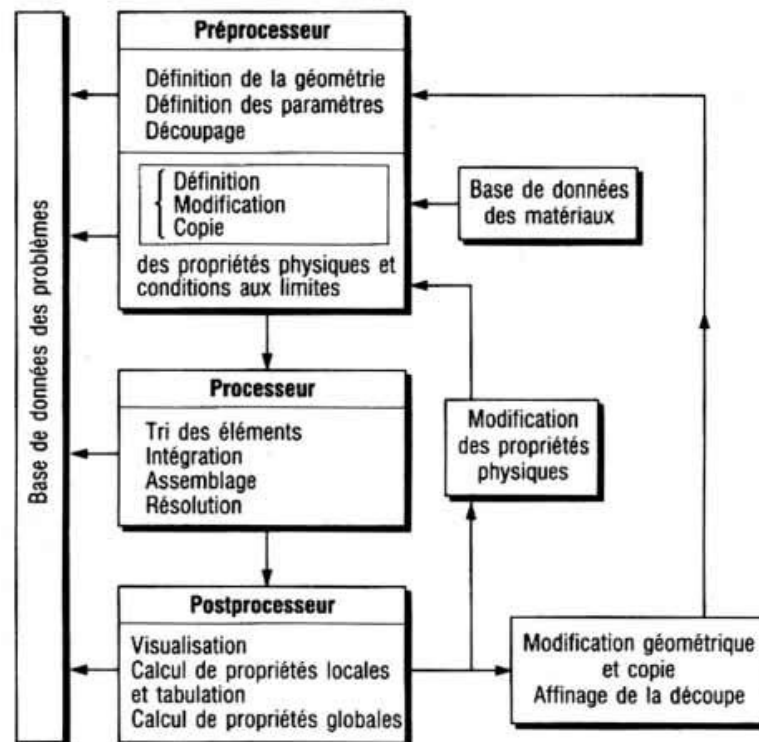 Base de données des problèmes
Préprocesseur
Définition de la géométrie
Définition des paramètres
Découpage
Définition
Modification
Copie
des propriétés physiques et
conditions aux limites
Base de données
des matériaux
Processeur
Tri des éléments
Intégration
Assemblage
Résolution
Modification
des propriétés
physiques
Postprocesseur
Visualisation
Calcul de propriétés locales
et tabulation
Calcul de propriétés globales
Modification géométrique
et copie
Affinage de la découpe